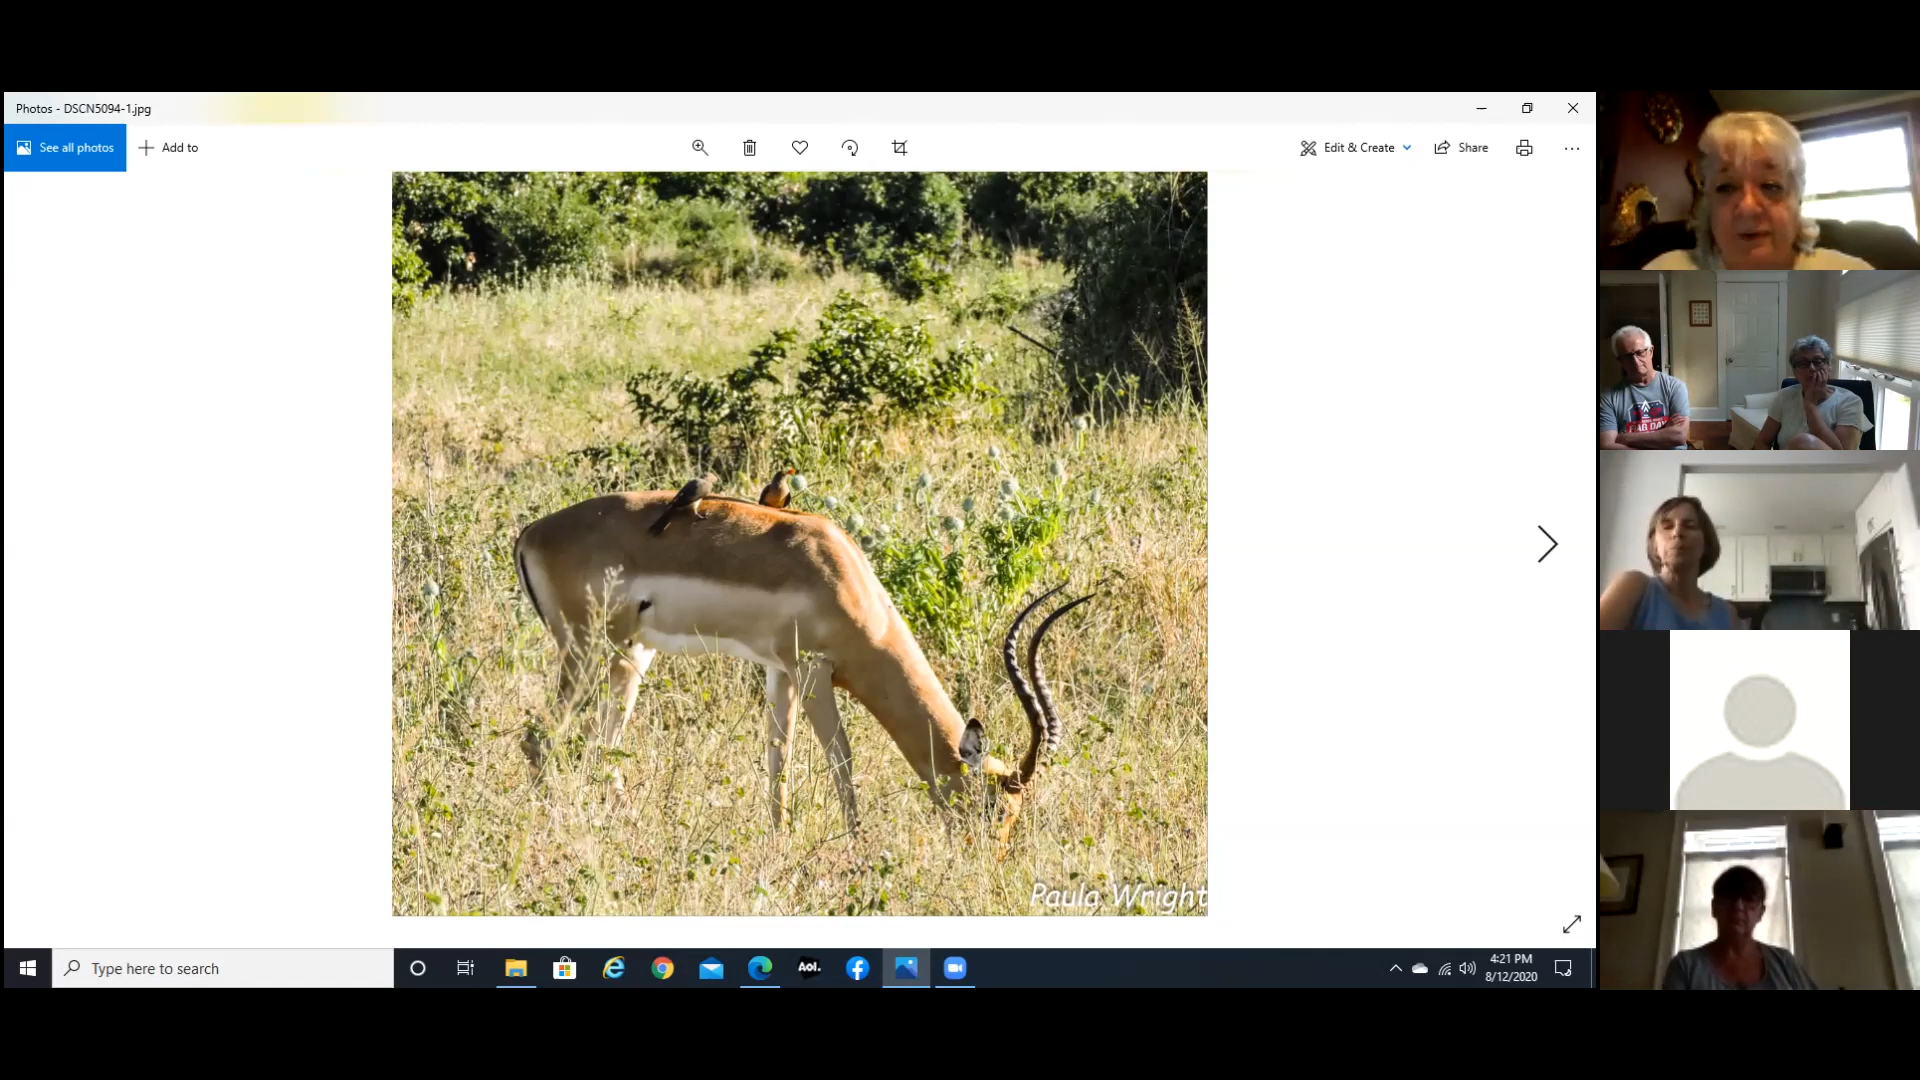 Photos - DSCN5094-1.jpg
See all photos
Add to
Edit & Create
Share
Paula Wright
Type here to search
Aol.
4:21 PM
8/12/2020